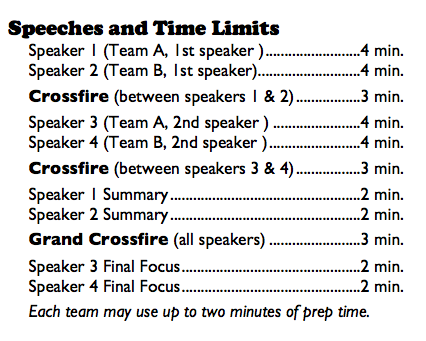 Speeches and Time Limits
Speaker 1 (Team A, 1st speaker )........................4 min.
Speaker 2 (Team B, 1st speaker)..........................4 min.
Crossfire (between speakers 1 & 2)................3 min.
Speaker 3 (Team A, 2nd speaker ) ......................4 min.
Speaker 4 (Team B, 2nd speaker ).......................4 min.
Crossfire (between speakers 3 & 4)................3 min.
Speaker 1 Summary................................................2 min.
Speaker 2 Summary................................................2 min.
Grand Crossfire (all speakers) .......................3 min.
Speaker 3 Final Focus.............................................2 min.
Speaker 4 Final Focus.............................................2 min.
Each team may use up to two minutes of prep time.